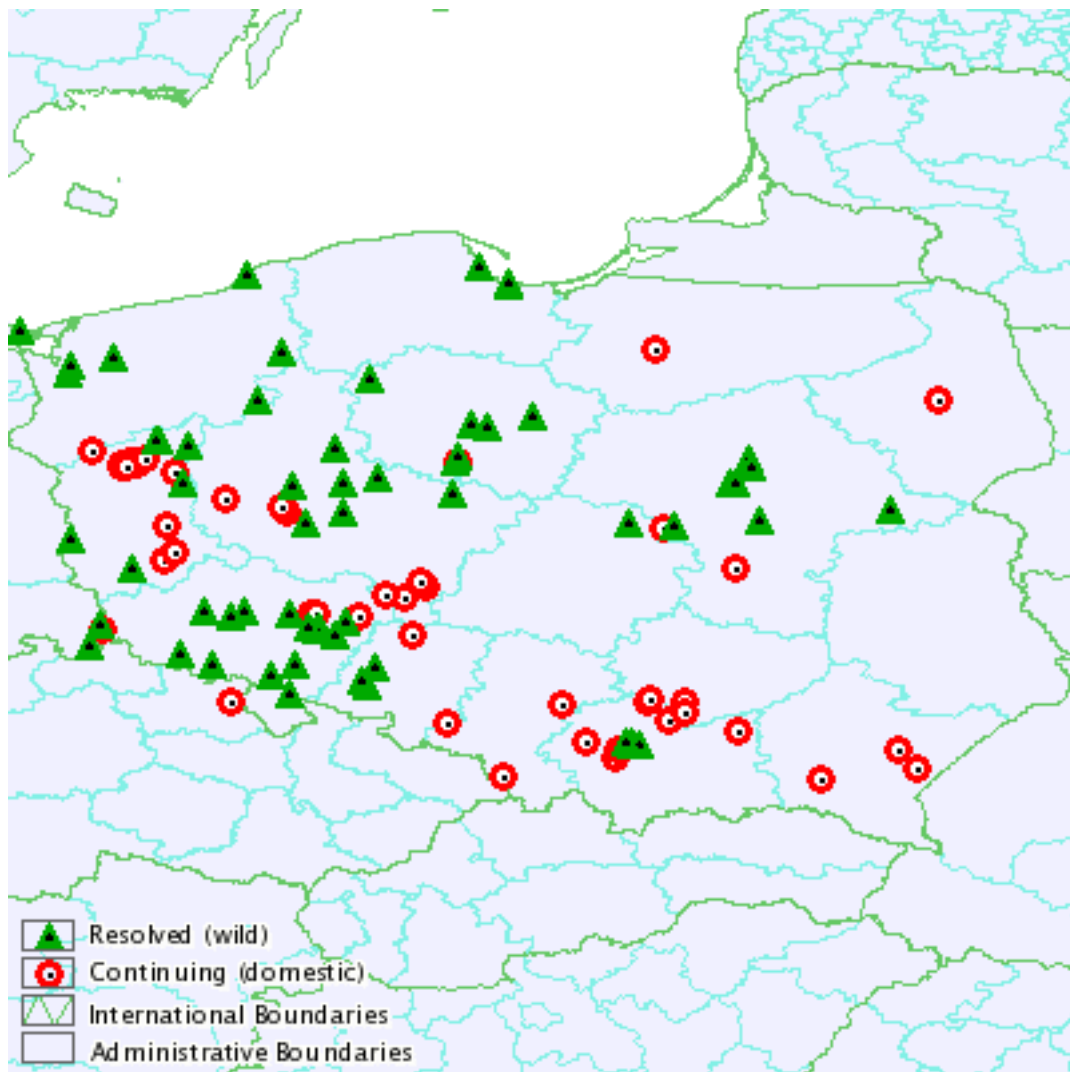 Resolved (wild)
Continuing (domestic)
International Boundaries
Administrative Boundaries